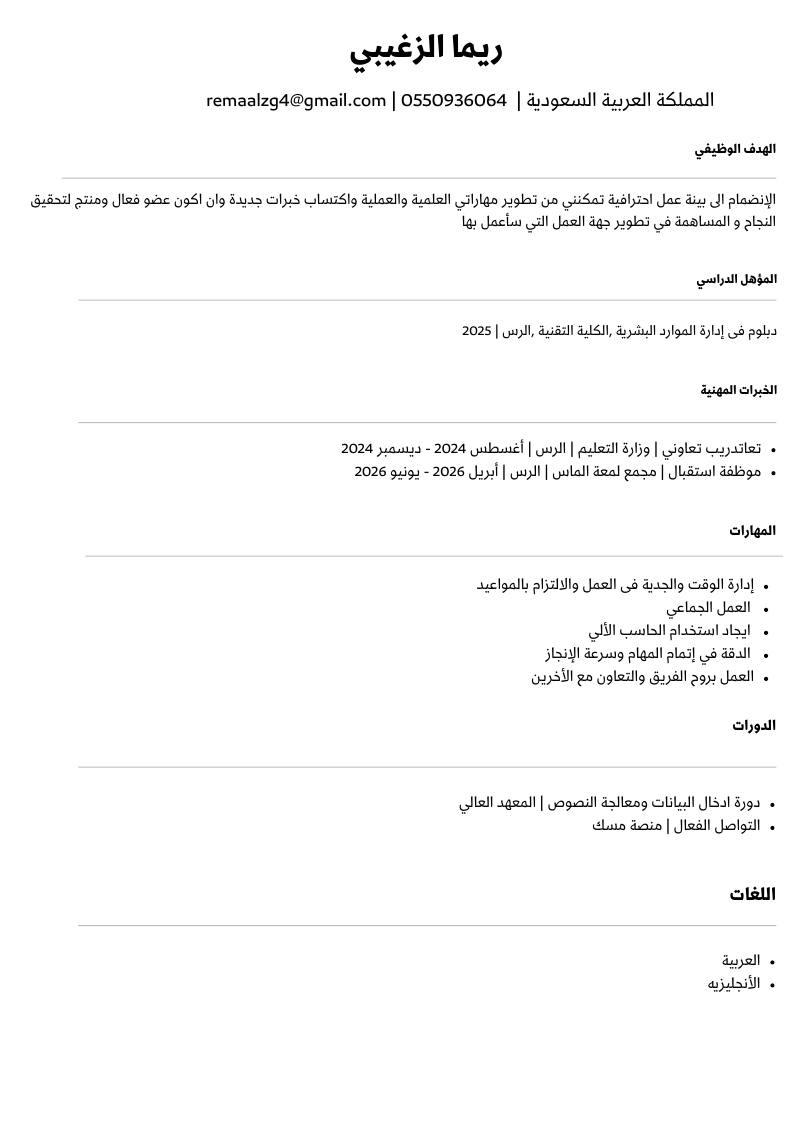 ريما الزغيبي
المملكة العربية السعودية | 0550936064 | remaalzg4@gmail.com
الهدف الوظيفي
الإنضمام الى بيئة عمل احترافية تمكنني من تطوير مهاراتي العلمية والعملية واكتساب خبرات جديدة وان اكون عضو فعال ومنتج لتحقيق
النجاح و المساهمة في تطوير جهة العمل التي سأعمل بها
المؤهل الدراسي
دبلوم فى إدارة الموارد البشرية ,الكلية التقنية ,الرس | 2025
الخبرات المهنية
• تعاتدريب تعاوني | وزارة التعليم | الرس | أغسطس 2024 - ديسمبر 2024
• موظفة استقبال | مجمع لمعة الماس | الرس | أبريل 2026 - يونيو 2026
المهارات
• إدارة الوقت والجدية فى العمل والالتزام بالمواعيد
• العمل الجماعي
• ايجاد استخدام الحاسب الألي
• الدقة في إتمام المهام وسرعة الإنجاز
• العمل بروح الفريق والتعاون مع الأخرين
الدورات
• دورة ادخال البيانات ومعالجة النصوص | المعهد العالي
• التواصل الفعال | منصة مسك
اللغات
• العربية
• الأنجليزيه